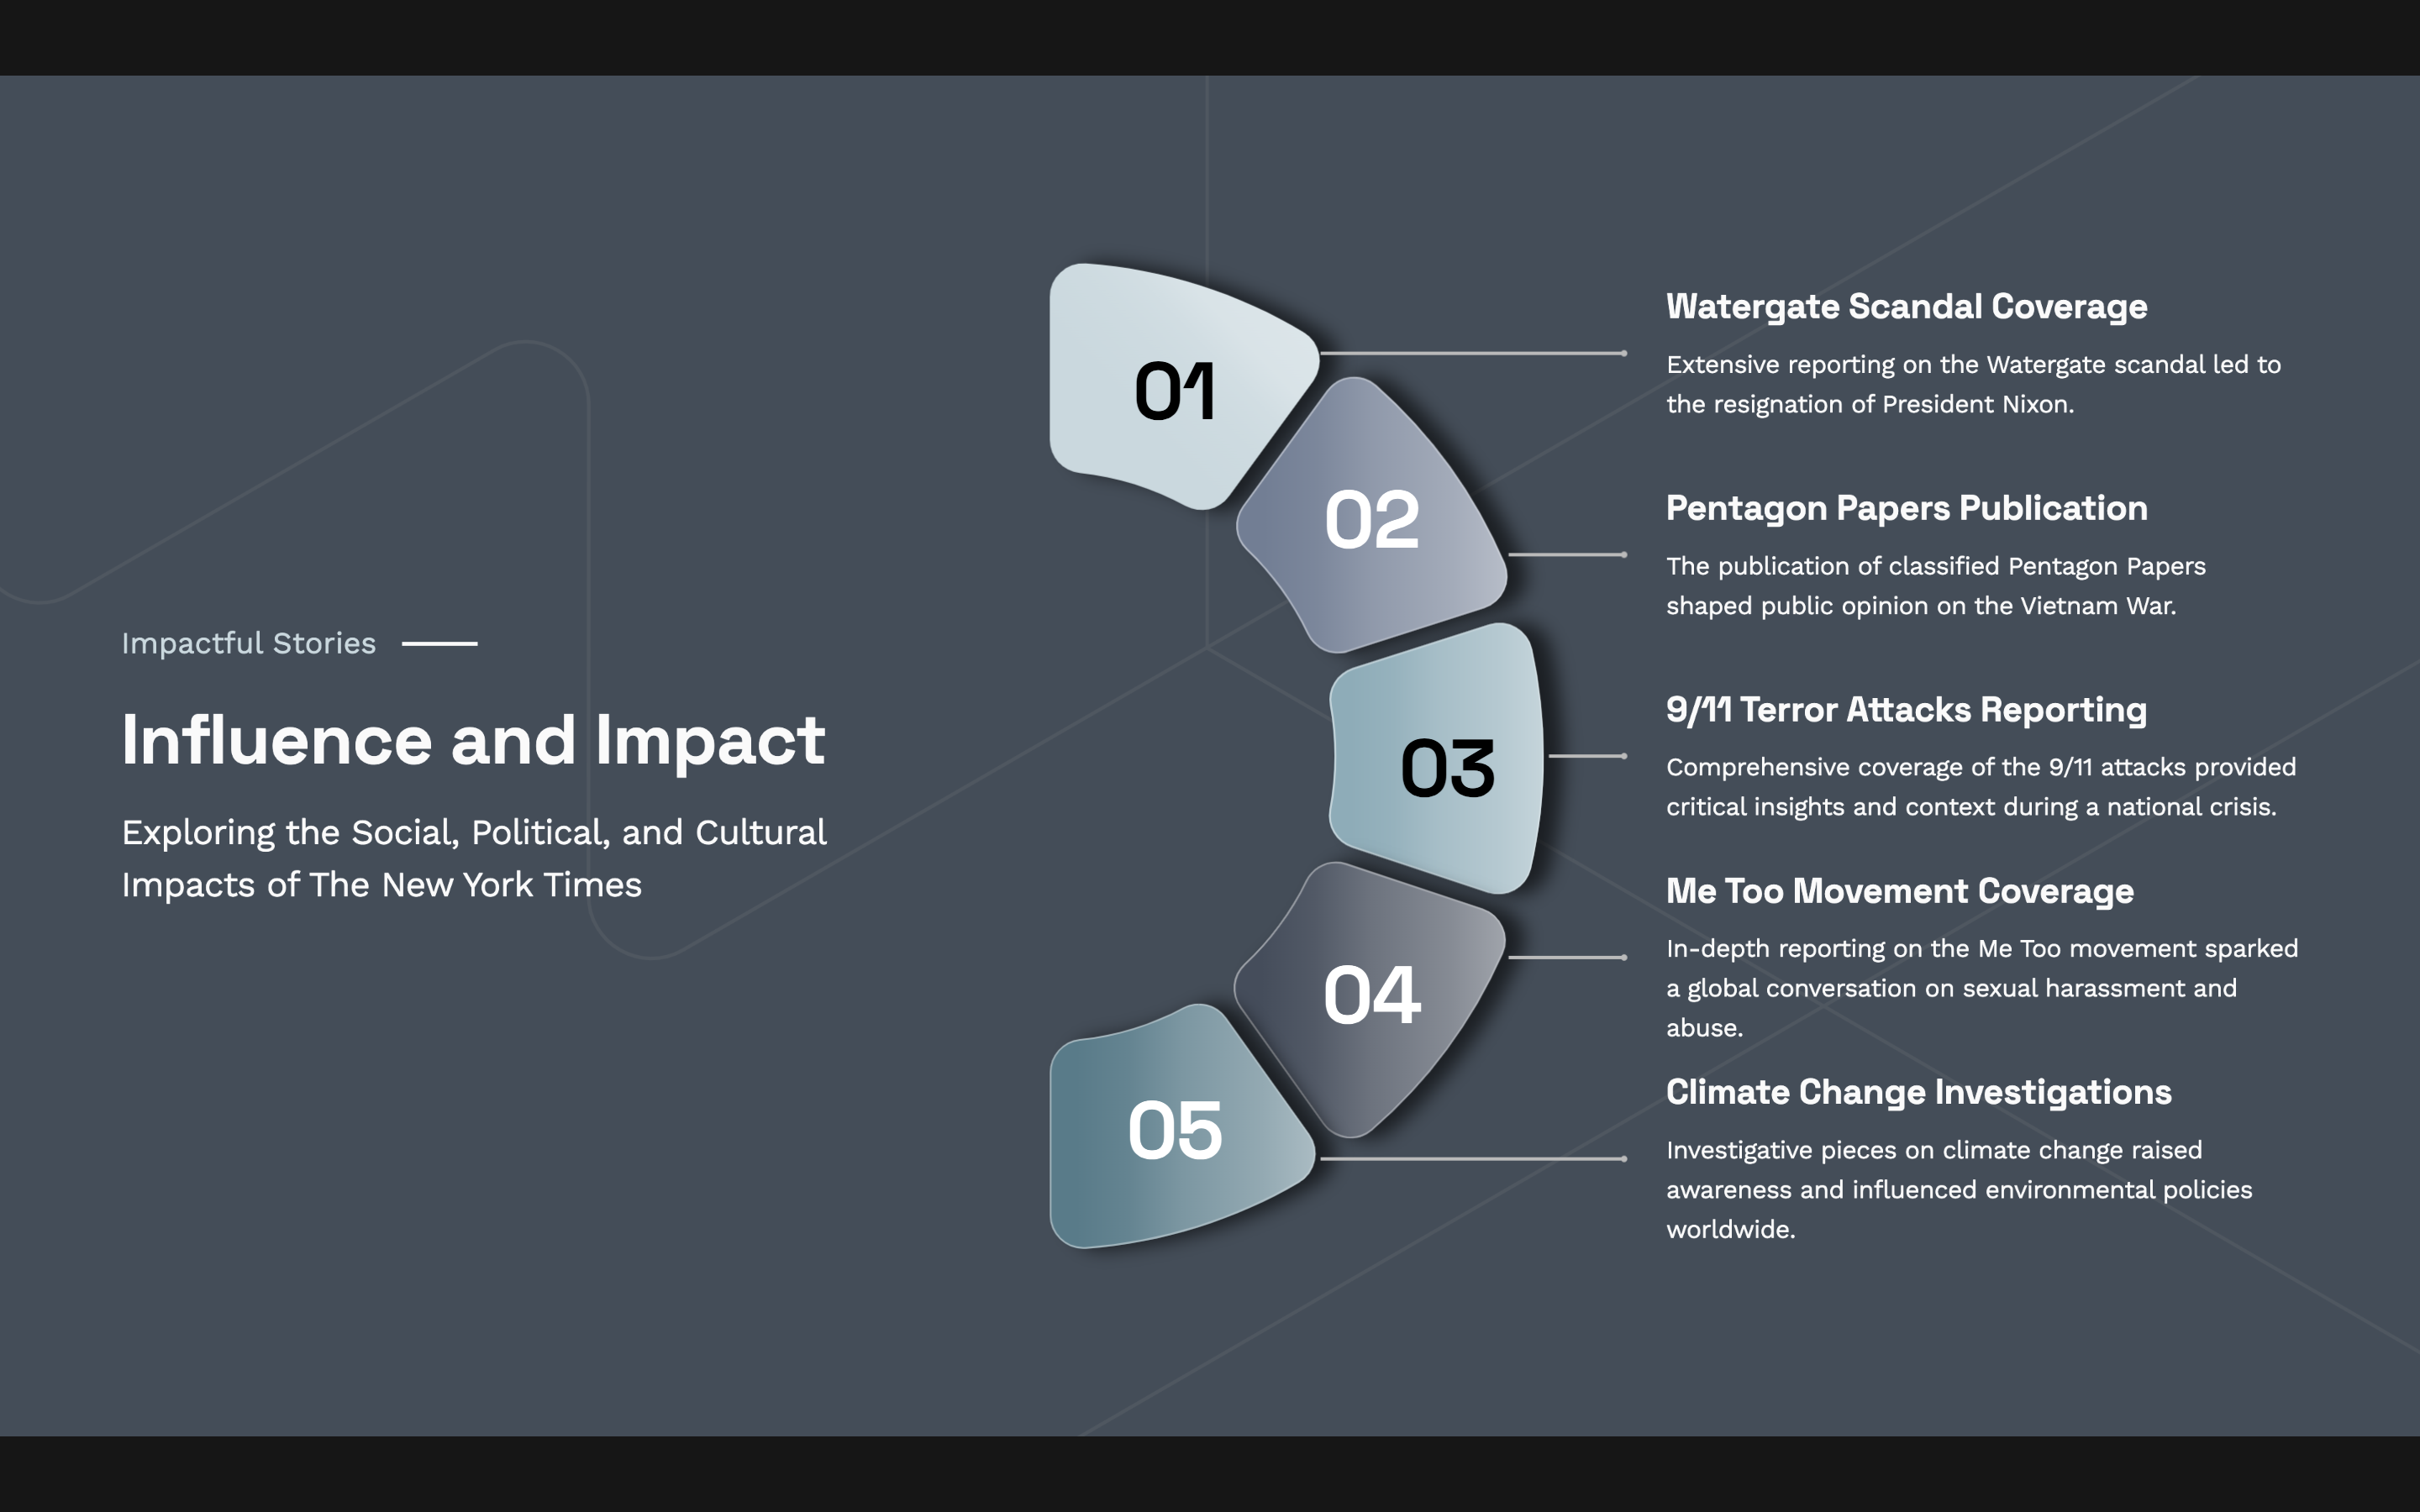 Impactful Stories
Influence and Impact
Exploring the Social, Political, and Cultural
Impacts of The New York Times
01
Watergate Scandal Coverage
Extensive reporting on the Watergate scandal led to
the resignation of President Nixon.
02
Pentagon Papers Publication
The publication of classified Pentagon Papers
shaped public opinion on the Vietnam War.
03
9/11 Terror Attacks Reporting
Comprehensive coverage of the 9/11 attacks provided
critical insights and context during a national crisis.
04
Me Too Movement Coverage
In-depth reporting on the Me Too movement sparked
a global conversation on sexual harassment and
abuse.
05
Climate Change Investigations
Investigative pieces on climate change raised
awareness and influenced environmental policies
worldwide.